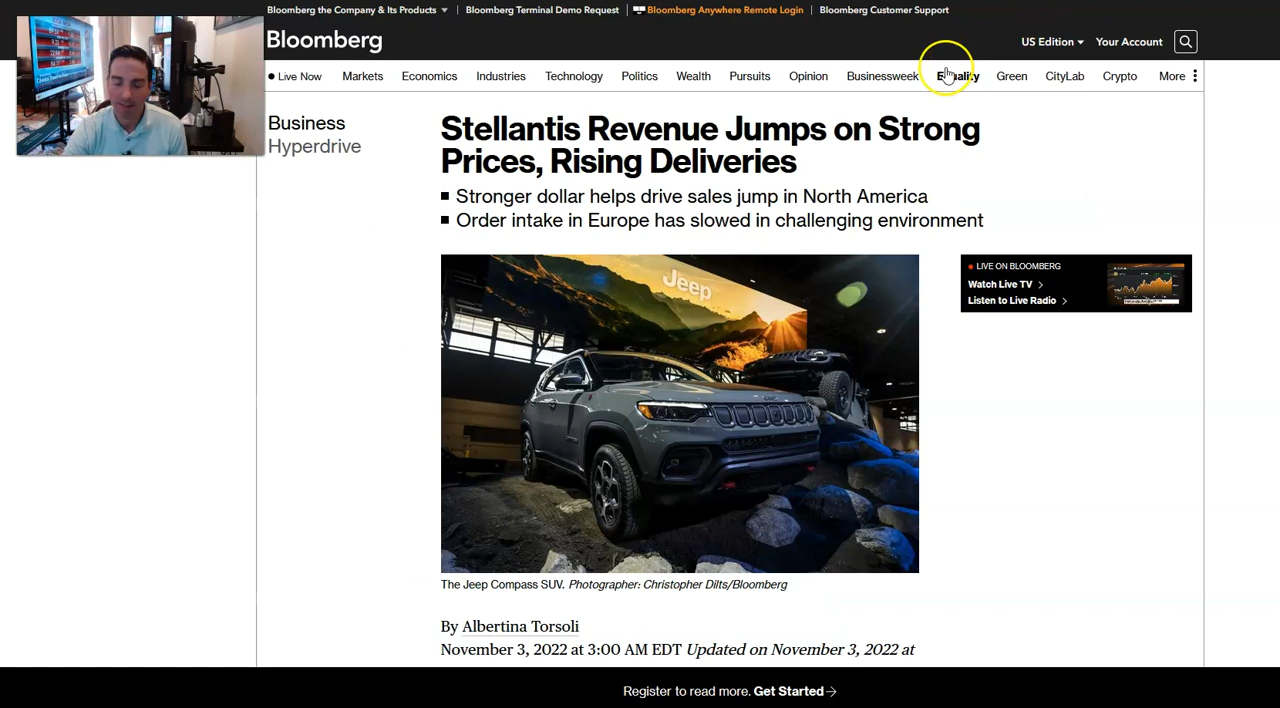 Bloomberg the Company & Its Products
Bloomberg Terminal Demo Request
Bloomberg Anywhere Remote Login
Bloomberg Customer Support
Bloomberg
US Edition
Your Account
Live Now
Markets
Economics
Industries
Technology
Politics
Wealth
Pursuits
Opinion
Businessweek
Equality
Green
CityLab
Crypto
More
Business
Hyperdrive
Stellantis Revenue Jumps on Strong
Prices, Rising Deliveries
Stronger dollar helps drive sales jump in North America
Order intake in Europe has slowed in challenging environment
Jeep
LIVE ON BLOOMBERG
Watch Live TV
Listen to Live Radio
The Jeep Compass SUV. Photographer: Christopher Dilts/Bloomberg
By Albertina Torsoli
November 3, 2022 at 3:00 AM EDT Updated on November 3, 2022 at
Register to read more. Get Started